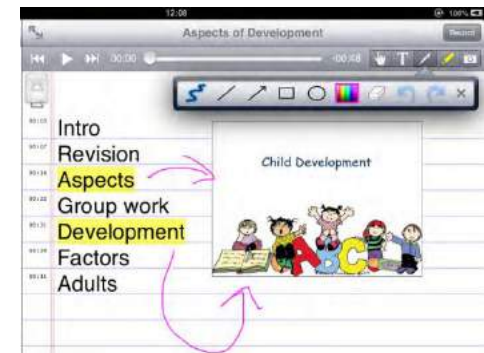 12:08
100%
Aspects of Development
Record
00:00
-00:48
T
Intro
Revision
Aspects
Group work
Development
Factors
Adults
Child Development
ABC